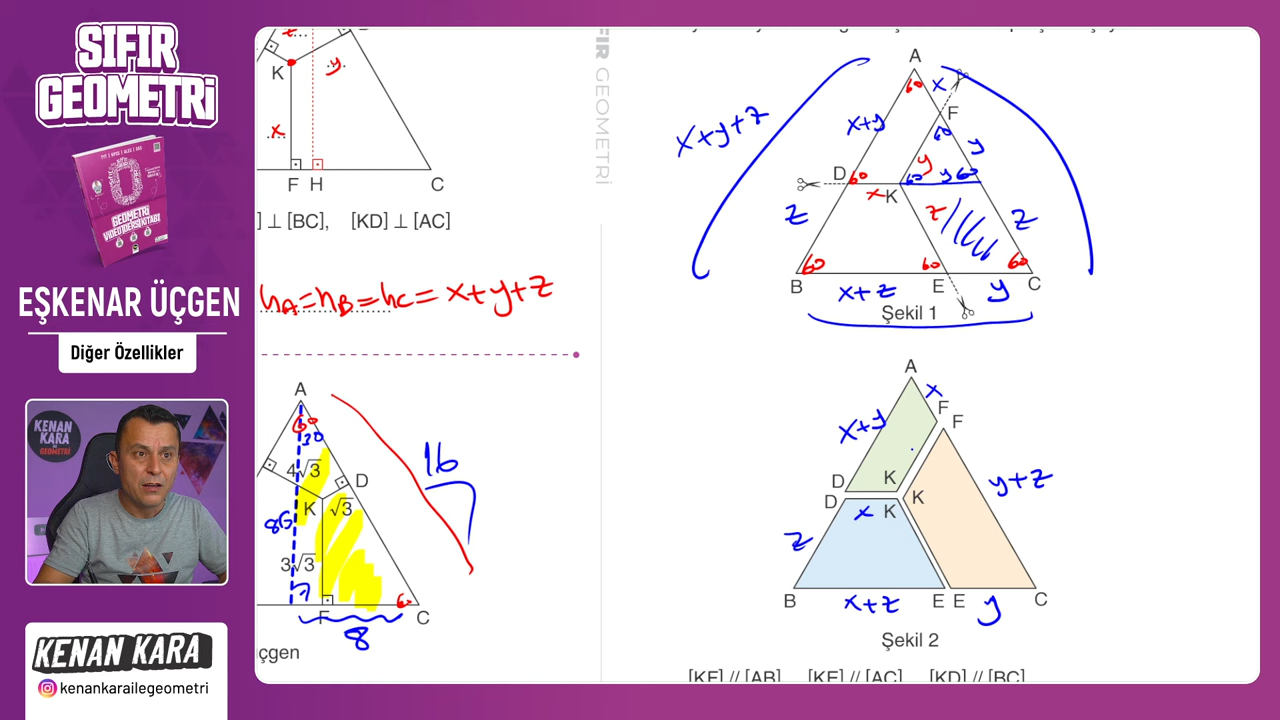 SIFIR
GEOMETRİ
GEOMETRİ
VİDEO DERS KİTABI
EŞKENAR ÜÇGEN
Diğer Özellikler
KENAN
KARA
GEOMETRİ
KENAN KARA
kenankarailegeometri
K
y
x
F H C
] ⊥ [BC], [KD] ⊥ [AC]
hA = hB = hC = x+y+z
A
60
30
4√3
D
K √3
16
8√3
3√3
60
F C
8
çgen
FIR GEOMETRİ
A
60 x
F
x+y 60 y
x+y+z
D 60 y 60 y 60
x K
z z z
60 60 60
B x+z E y C
Şekil 1
A
x
F
x+y F
D K
D x K K
y+z
z
B x+z E E y C
Şekil 2
[KF] // [AB] [KE] // [AC] [KD] // [BC]